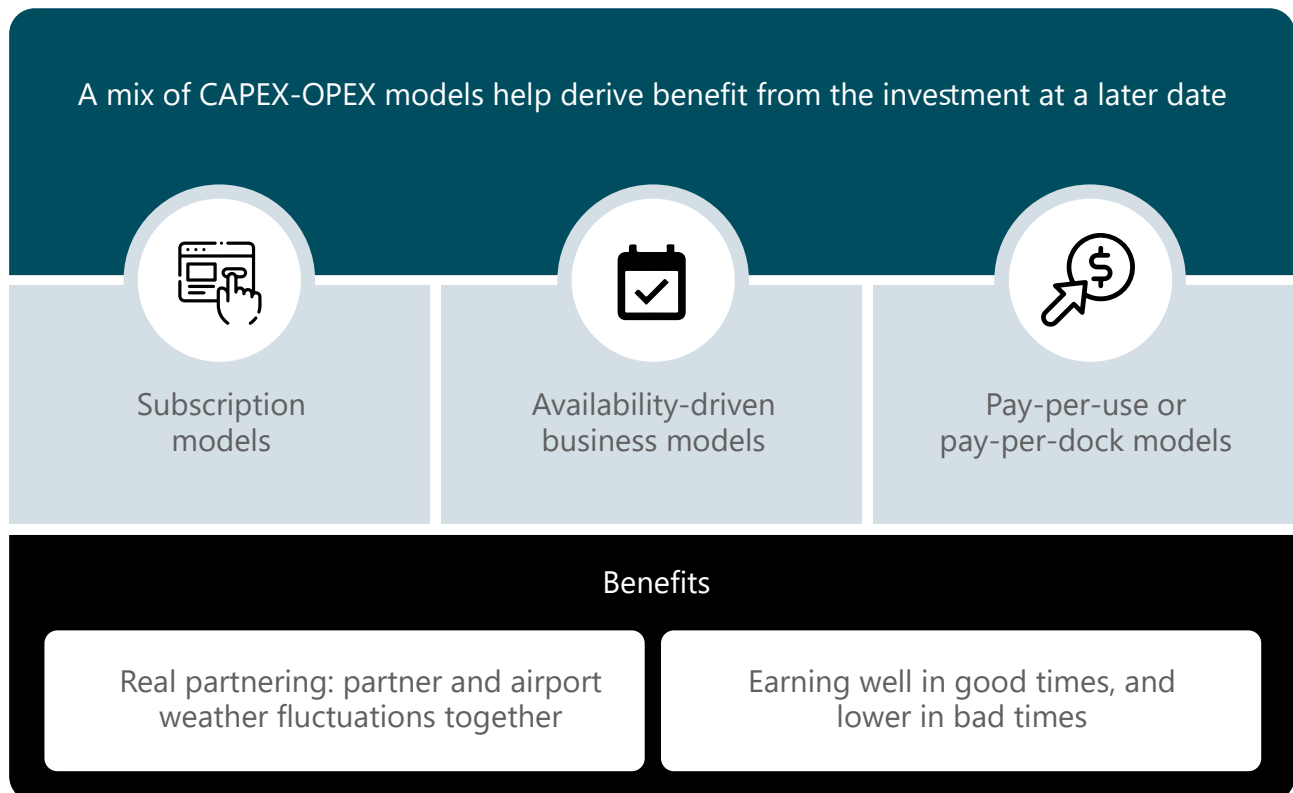 A mix of CAPEX-OPEX models help derive benefit from the investment at a later date
Subscription
models
Availability-driven
business models
Pay-per-use or
pay-per-dock models
Benefits
Real partnering: partner and airport
weather fluctuations together
Earning well in good times, and
lower in bad times